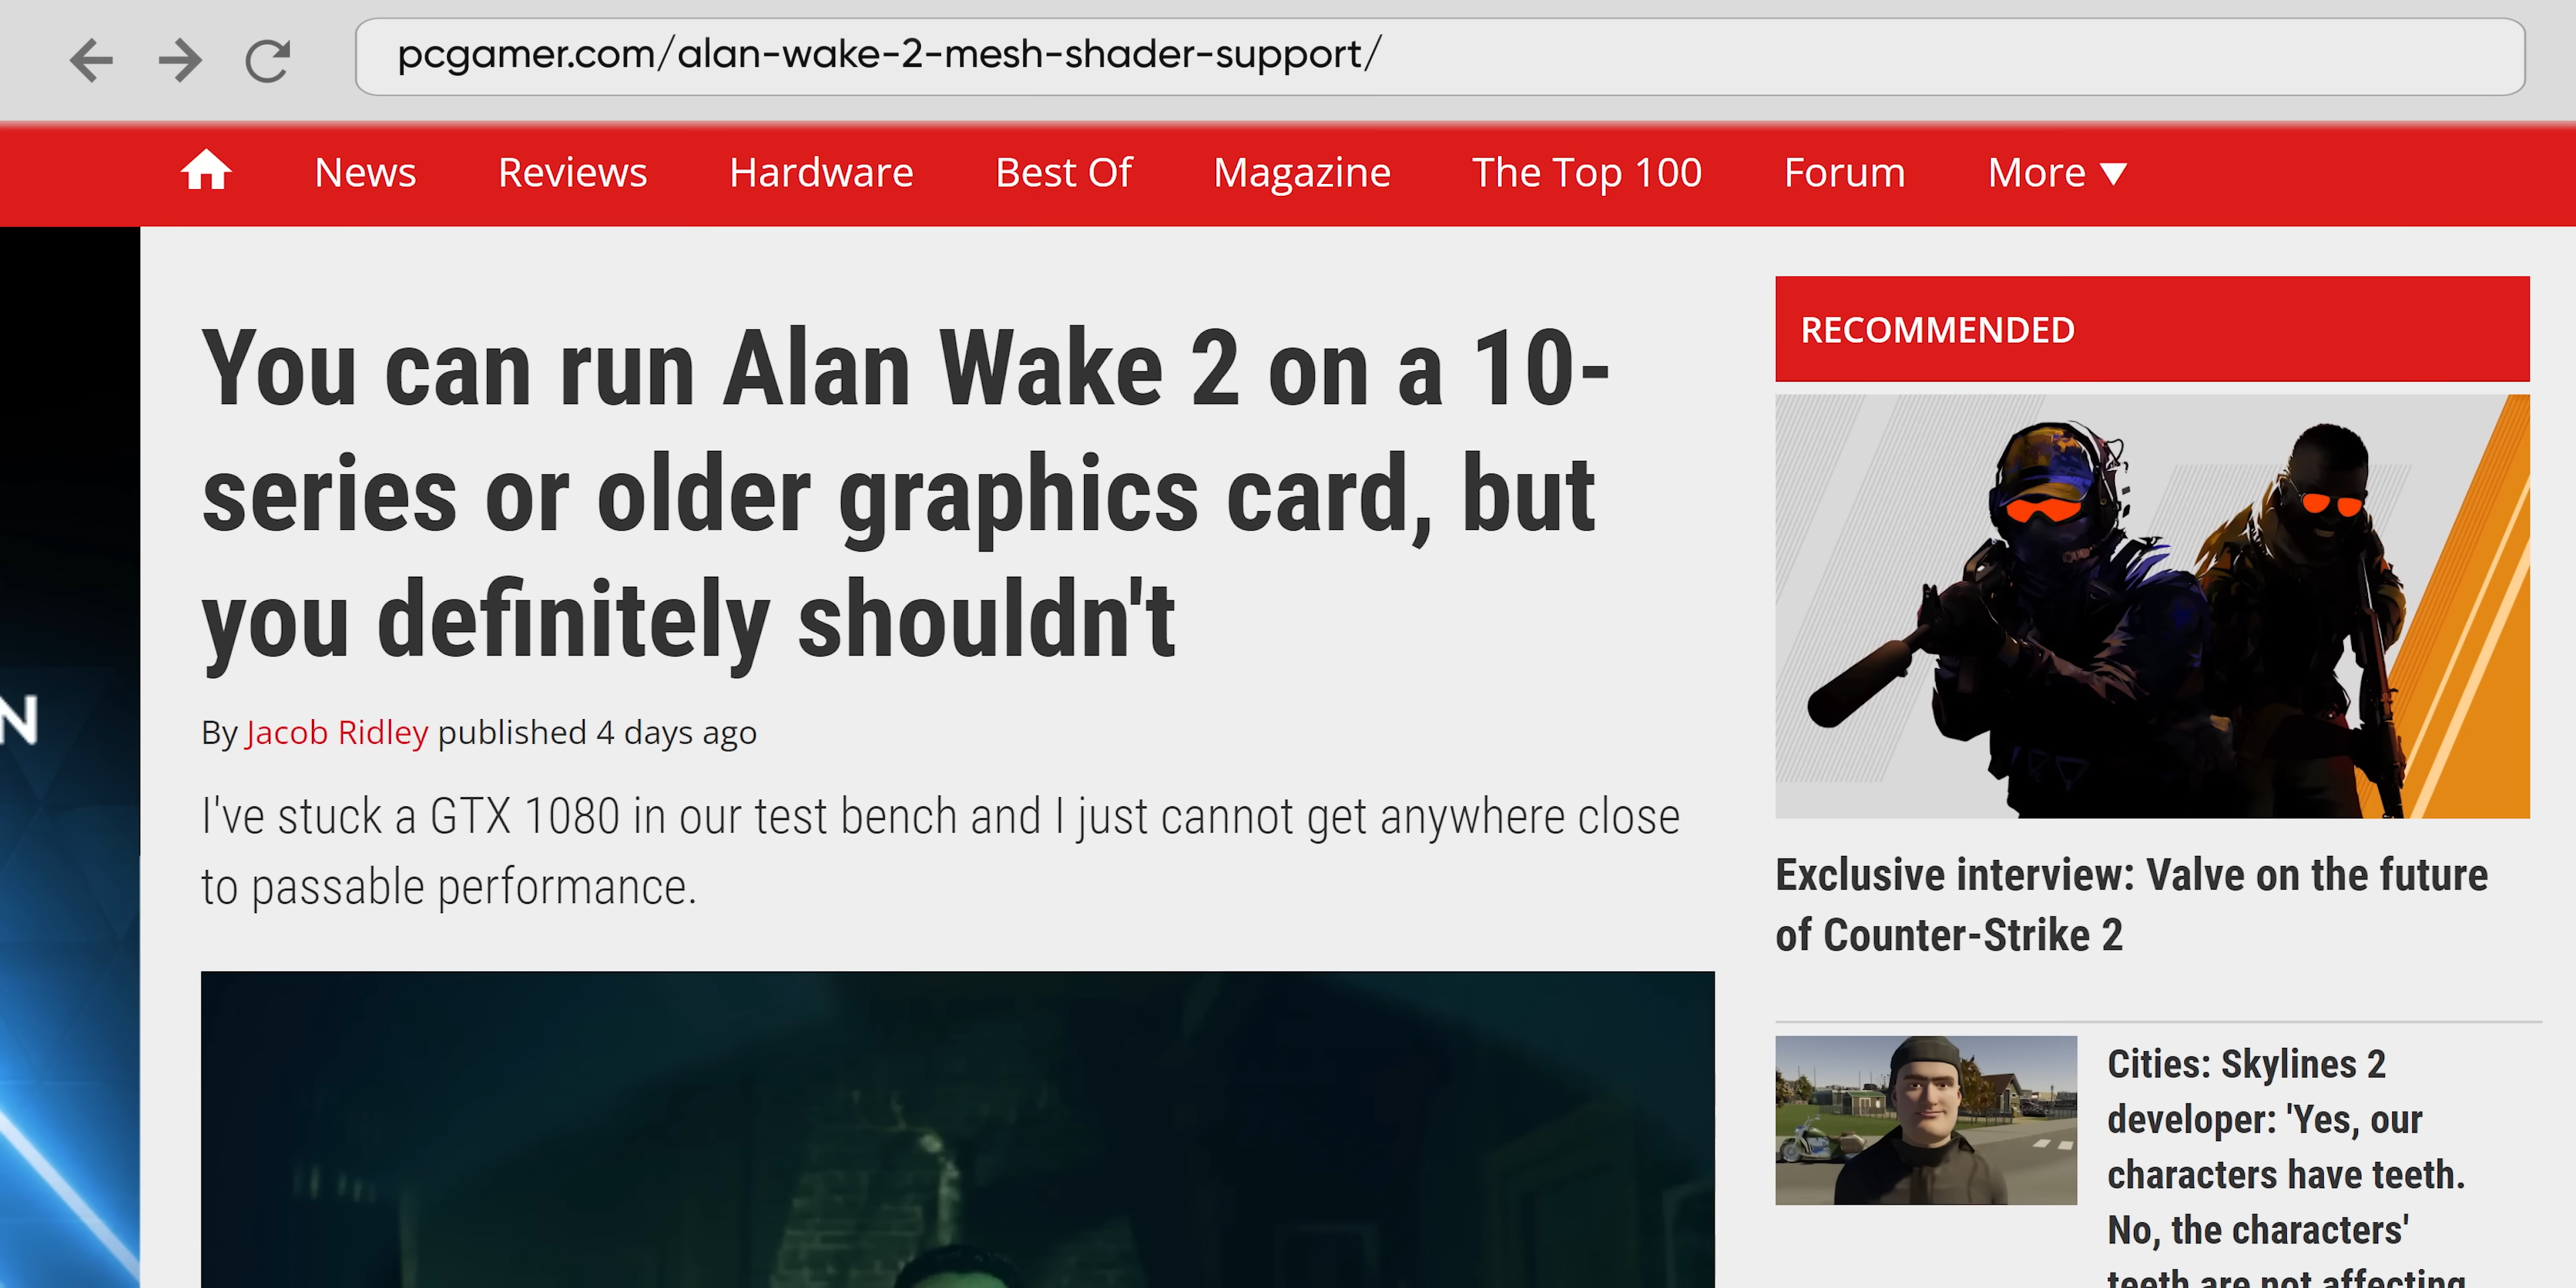 pcgamer.com/alan-wake-2-mesh-shader-support/
News Reviews Hardware Best Of Magazine The Top 100 Forum More
You can run Alan Wake 2 on a 10-
series or older graphics card, but
you definitely shouldn't
By Jacob Ridley published 4 days ago
I've stuck a GTX 1080 in our test bench and I just cannot get anywhere close
to passable performance.
N
RECOMMENDED
Exclusive interview: Valve on the future
of Counter-Strike 2
Cities: Skylines 2
developer: 'Yes, our
characters have teeth.
No, the characters'
teeth are not affecting